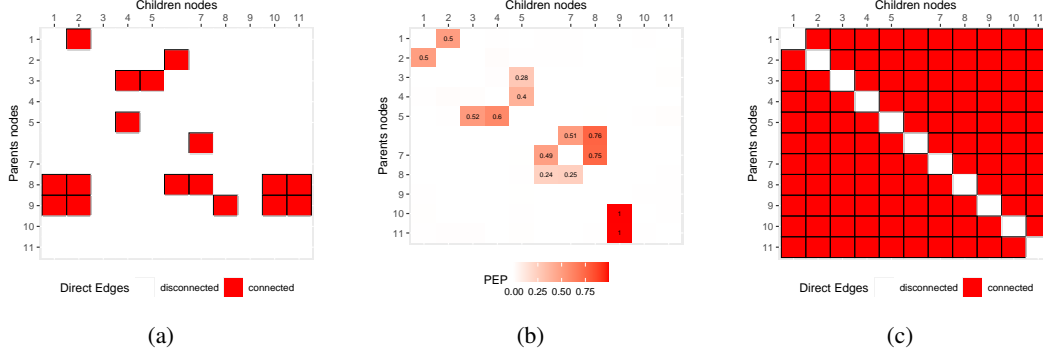 Children nodes
1 2 3 4 5 6 7 8 9 10 11
Parents nodes
1
2
3
4
5
7
8
9
10
11
Direct Edges disconnected connected
(a)
Children nodes
1 2 3 4 5 7 8 9 10 11
Parents nodes
1 0.5
2 0.5
3 0.28
4 0.4
5 0.52 0.6
0.51 0.76
7 0.49 0.75
8 0.24 0.25
10 1
11 1
PEP
0.00 0.25 0.50 0.75
(b)
Children nodes
1 2 3 4 5 6 7 8 9 10 11
Parents nodes
1
2
3
4
5
7
8
9
10
11
Direct Edges disconnected connected
(c)